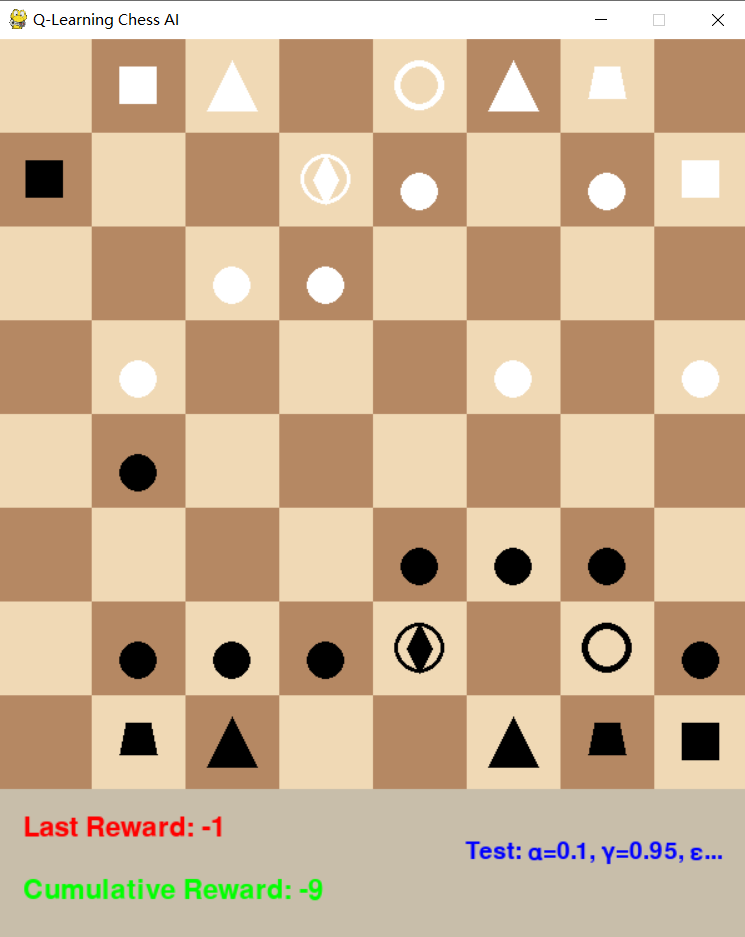 Q-Learning Chess AI
Last Reward: -1
Test: α=0.1, γ=0.95, ε...
Cumulative Reward: -9